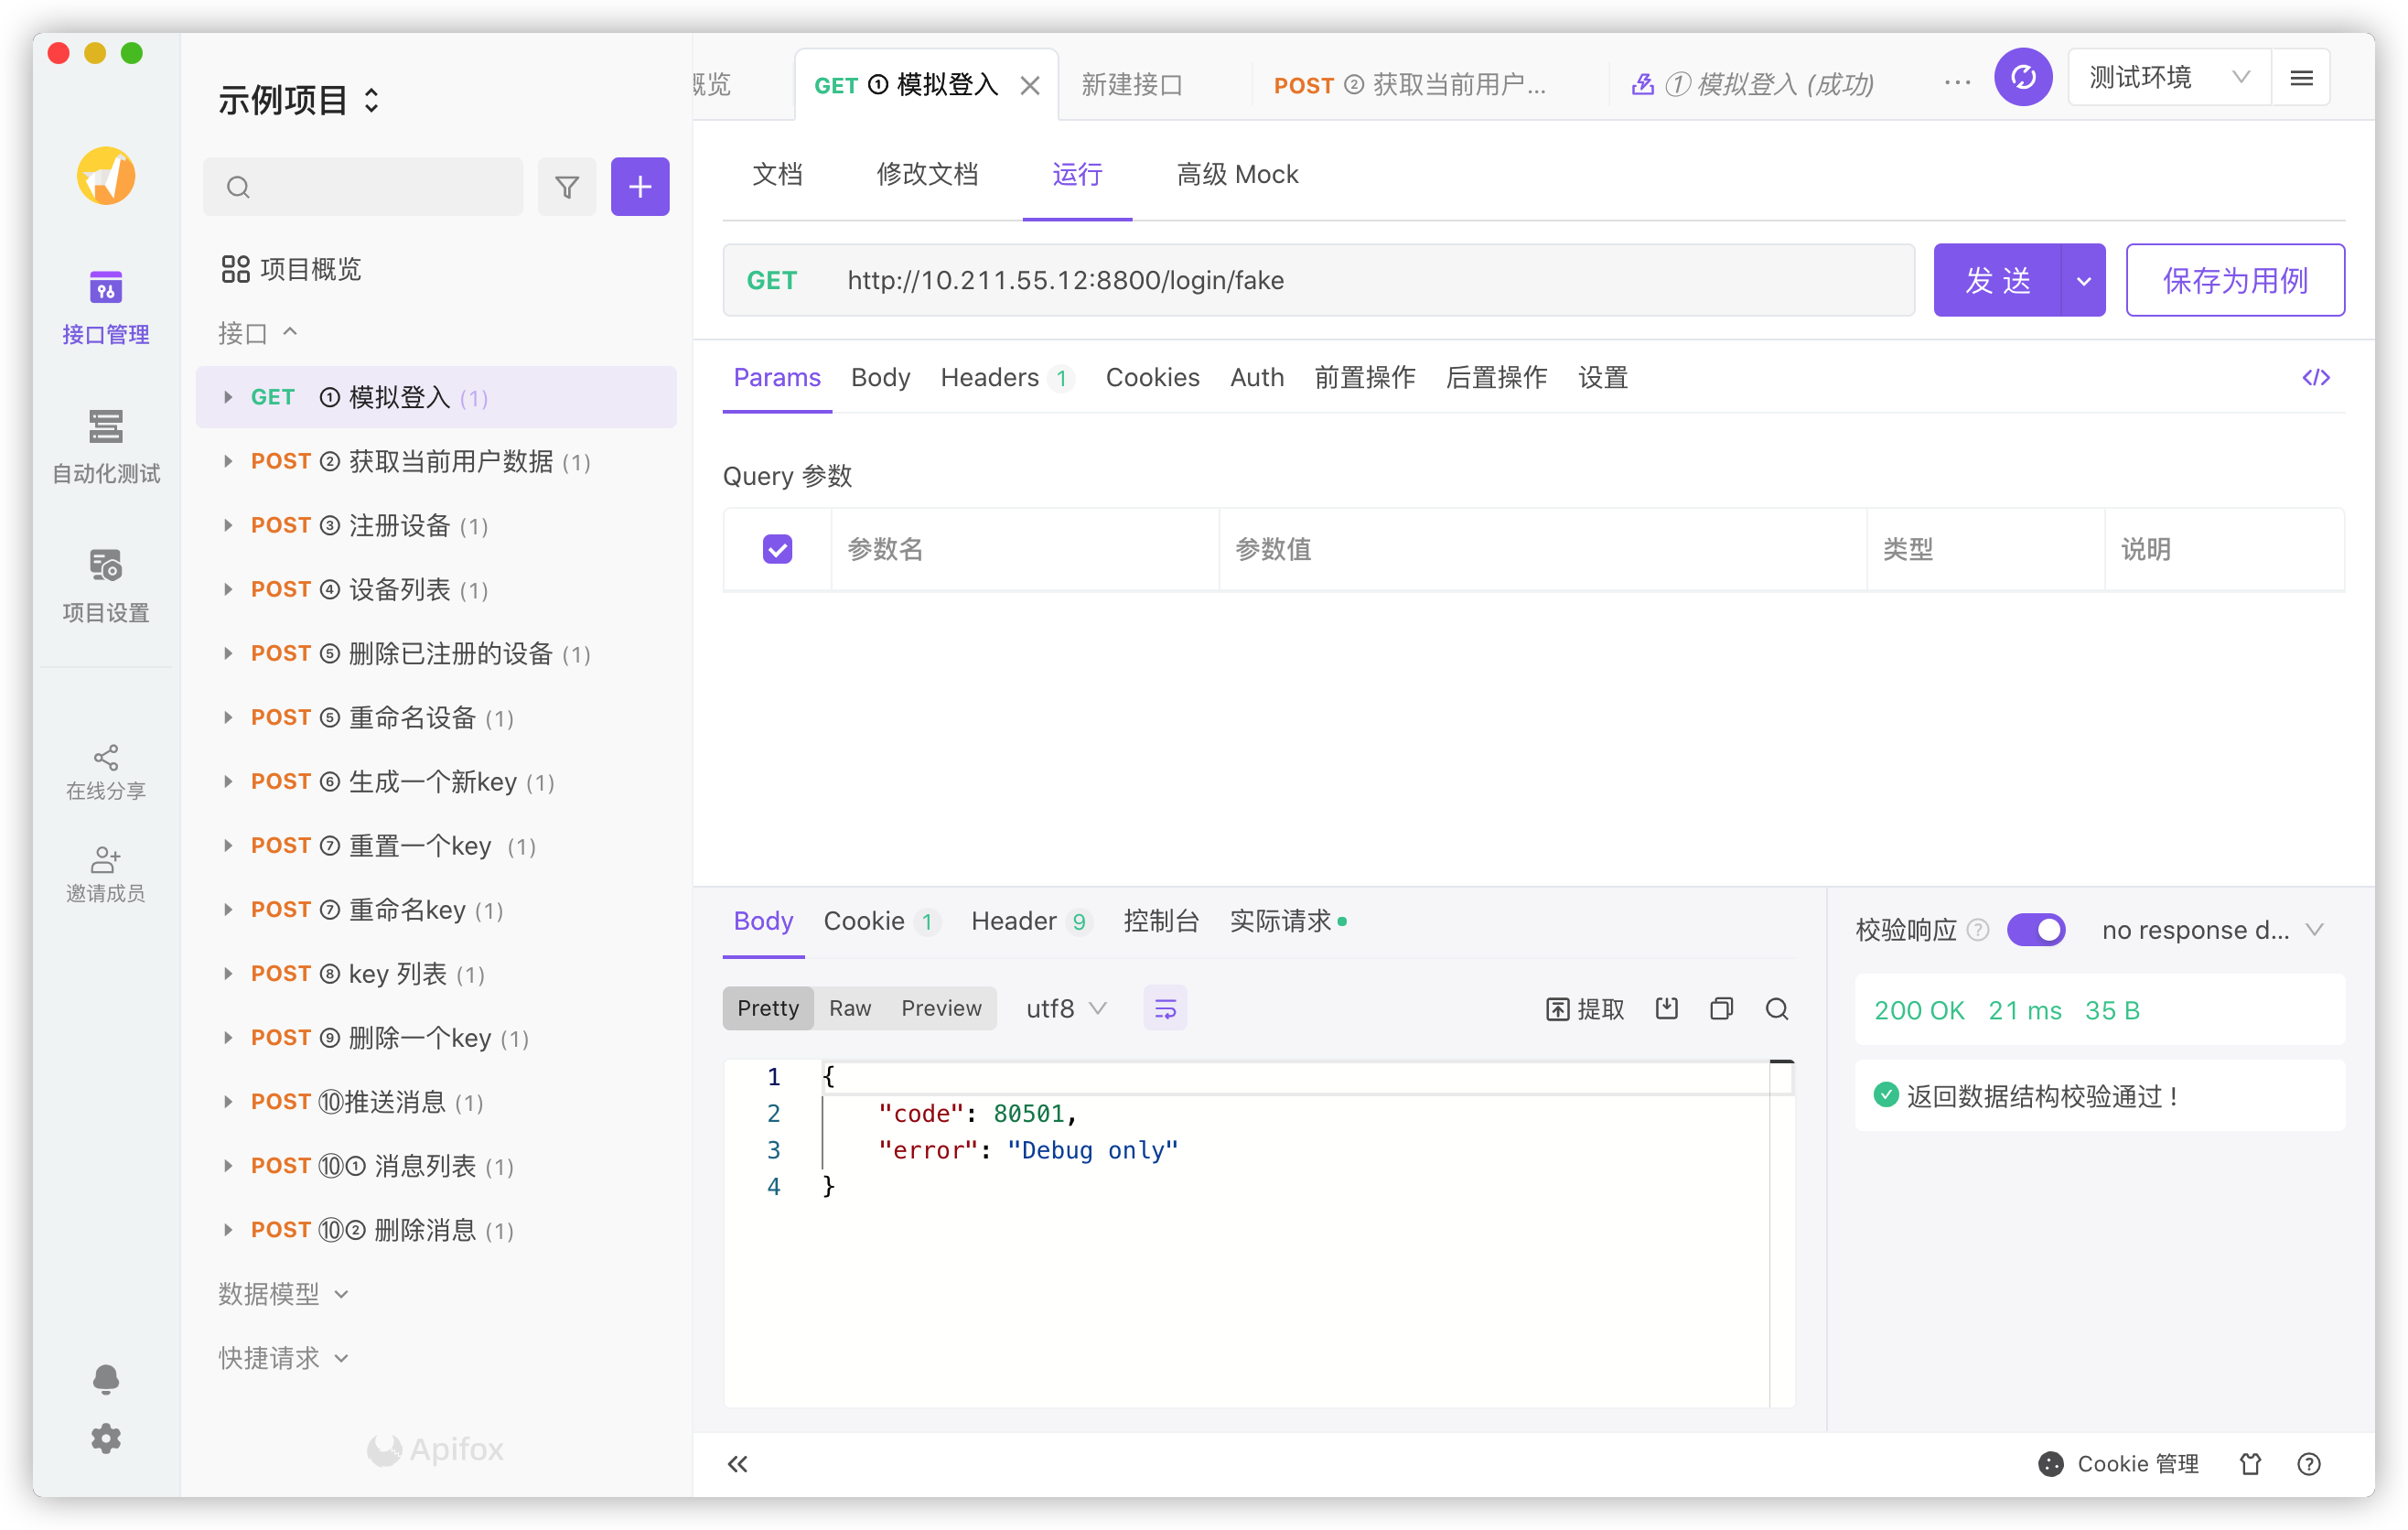 示例项目
接口管理
自动化测试
项目设置
在线分享
邀请成员
项目概览
接口
GET ① 模拟登入 (1)
POST ② 获取当前用户数据 (1)
POST ③ 注册设备 (1)
POST ④ 设备列表 (1)
POST ⑤ 删除已注册的设备 (1)
POST ⑤ 重命名设备 (1)
POST ⑥ 生成一个新key (1)
POST ⑦ 重置一个key (1)
POST ⑦ 重命名key (1)
POST ⑧ key 列表 (1)
POST ⑨ 删除一个key (1)
POST ⑩推送消息 (1)
POST ⑩① 消息列表 (1)
POST ⑩② 删除消息 (1)
数据模型
快捷请求
Apifox
概览 GET ① 模拟登入 新建接口 POST ② 获取当前用户... ① 模拟登入 (成功) ··· 测试环境
文档 修改文档 运行 高级 Mock
GET http://10.211.55.12:8800/login/fake 发 送 保存为用例
Params Body Headers 1 Cookies Auth 前置操作 后置操作 设置 </>
Query 参数
参数名 参数值 类型 说明
Body Cookie 1 Header 9 控制台 实际请求
Pretty Raw Preview utf8 提取
1 {
2 "code": 80501,
3 "error": "Debug only"
4 }
校验响应 ? no response d...
200 OK 21 ms 35 B
返回数据结构校验通过！
Cookie 管理 ?